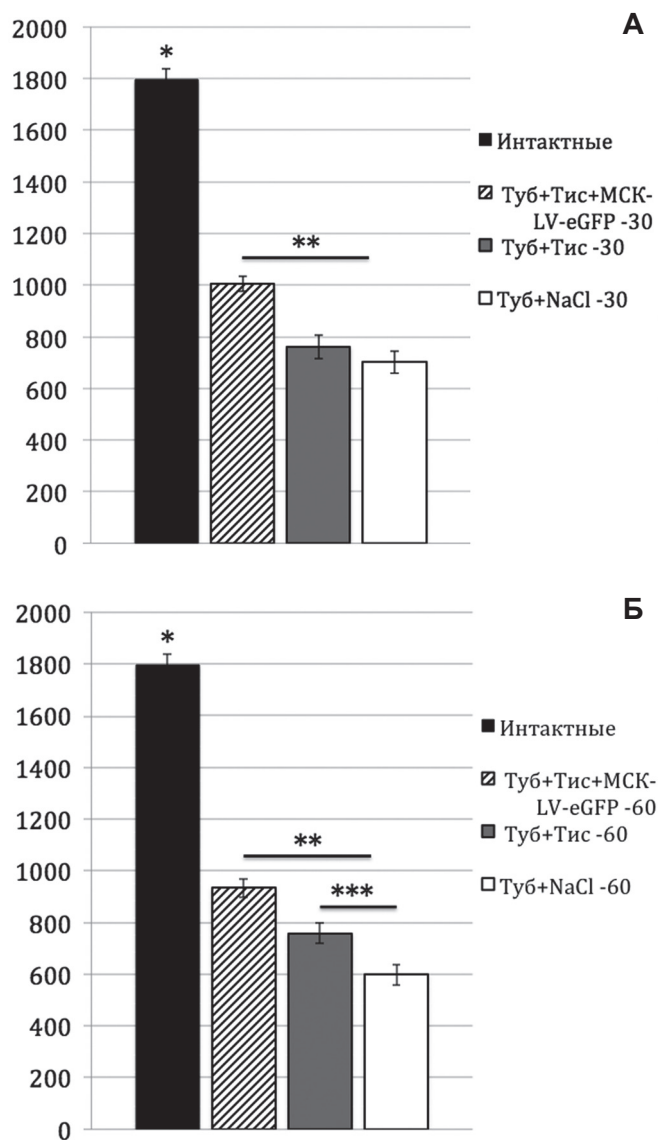 А
2000
1800
1600
1400
1200
1000
800
600
400
200
0
*
**
Интактные
Туб+Тис+МСК-
LV-eGFP -30
Туб+Тис -30
Туб+NaCl -30
Б
2000
1800
1600
1400
1200
1000
800
600
400
200
0
*
**
***
Интактные
Туб+Тис+МСК-
LV-eGFP -60
Туб+Тис -60
Туб+NaCl -60